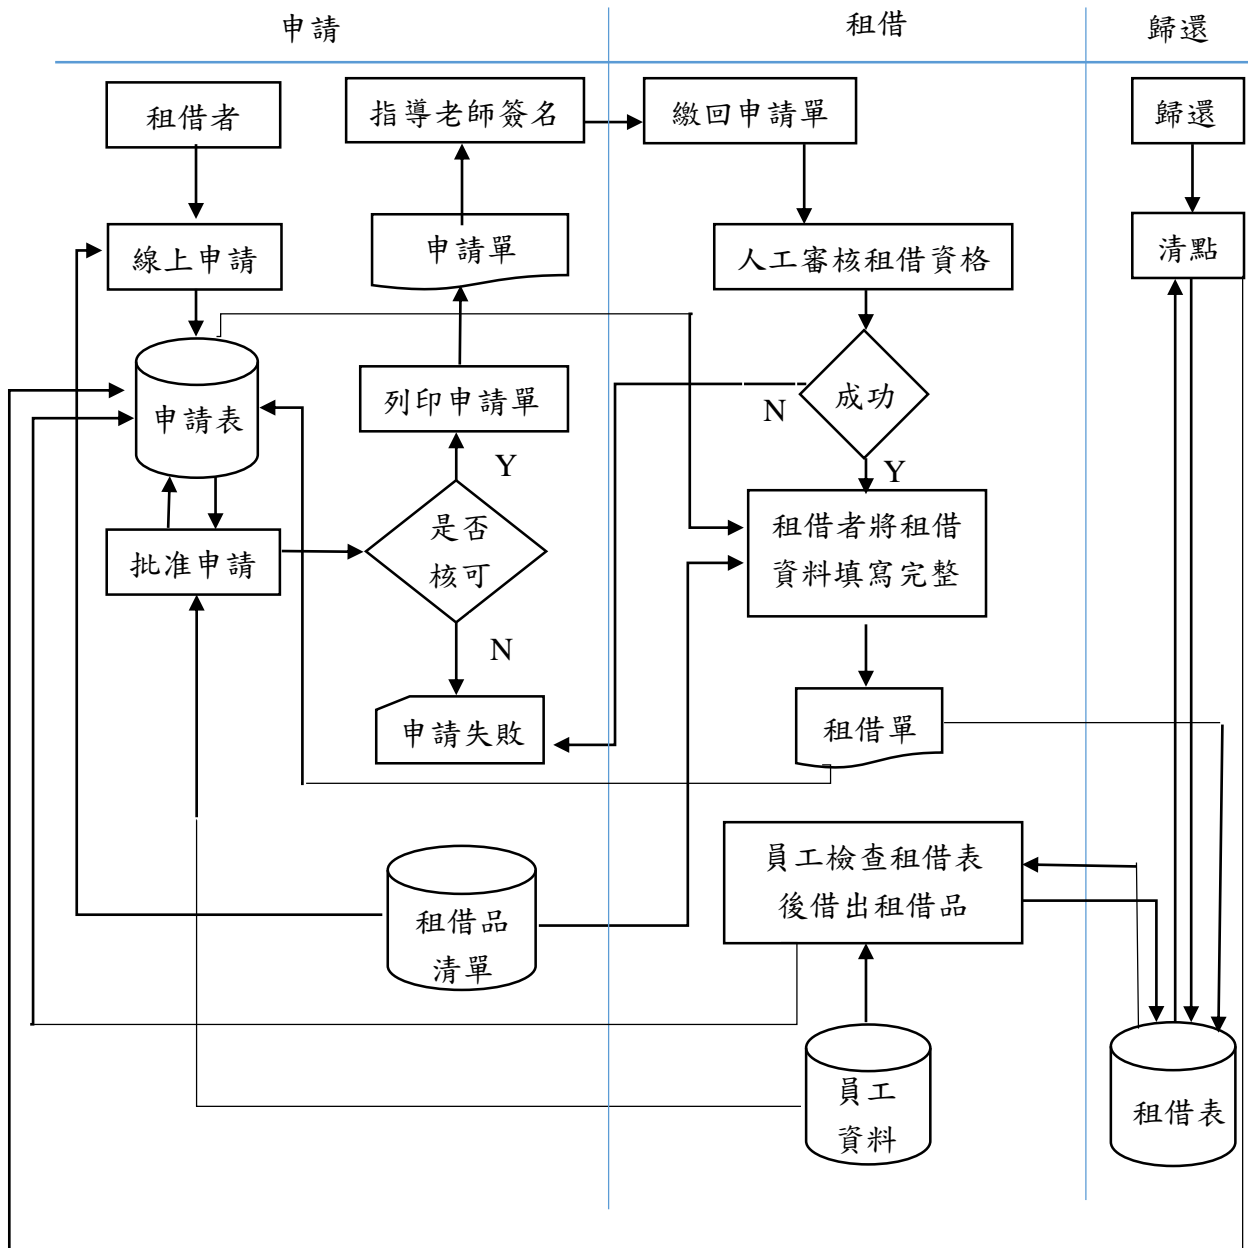 申請
租借
歸還
租借者
指導老師簽名
繳回申請單
歸還
線上申請
申請單
人工審核租借資格
清點
申請表
列印申請單
成功
N
Y
Y
批准申請
是否
核可
租借者將租借
資料填寫完整
N
申請失敗
租借單
員工檢查租借表
後借出租借品
租借品
清單
員工
資料
租借表